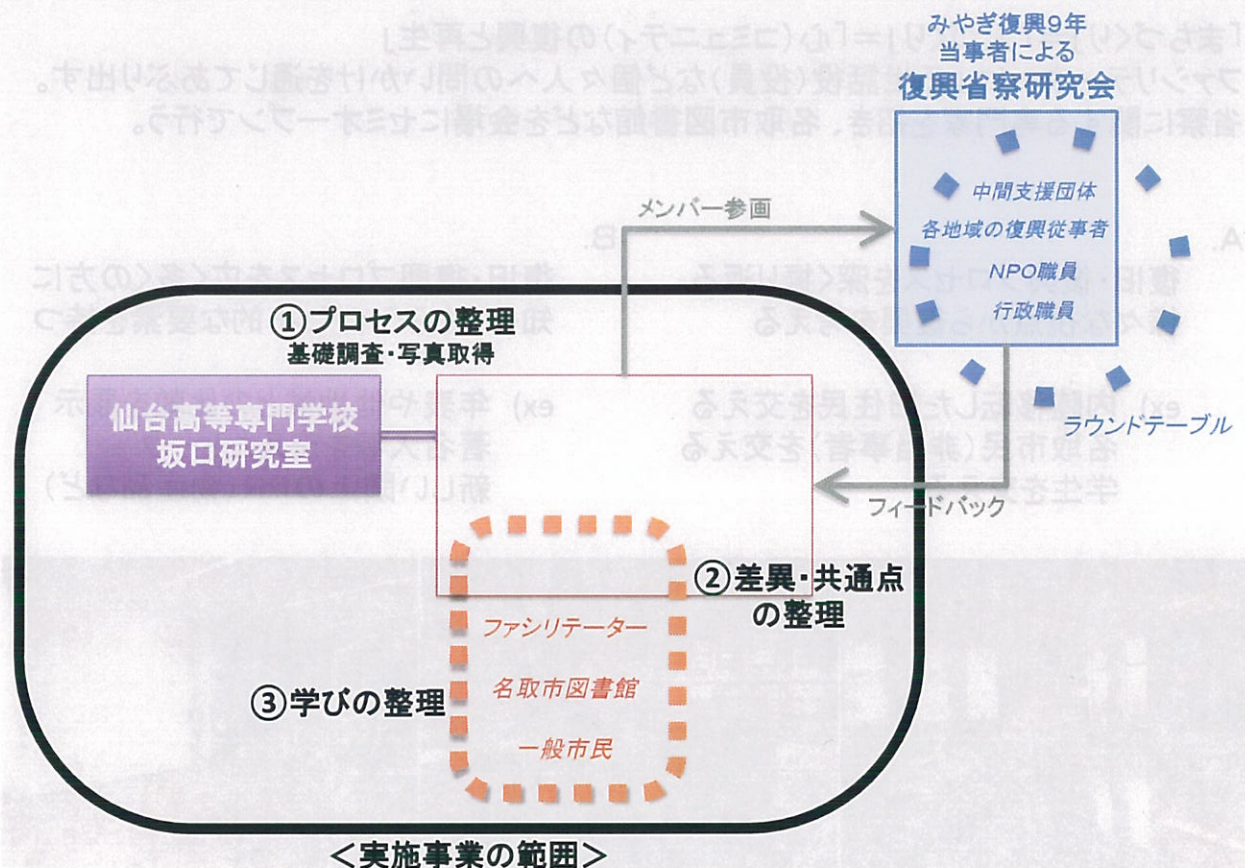 みやぎ復興9年
当事者による
復興省察研究会
中間支援団体
各地域の復興従事者
NPO職員
行政職員
ラウンドテーブル
メンバー参画
フィードバック
①プロセスの整理
基礎調査・写真取得
仙台高等専門学校
坂口研究室
②差異・共通点
の整理
ファシリテーター
名取市図書館
一般市民
③学びの整理
＜実施事業の範囲＞